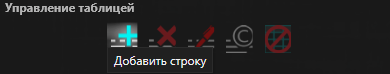 Управление таблицей
Добавить строку